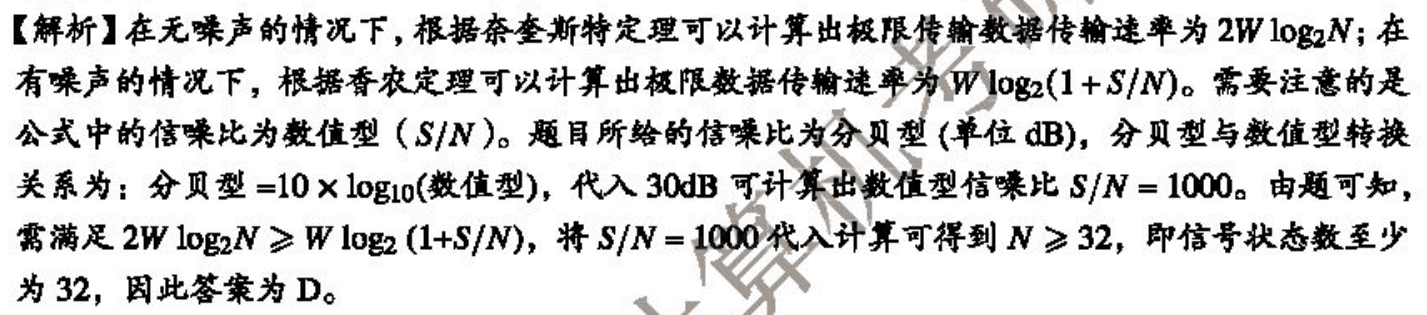 【解析】在无噪声的情况下，根据奈奎斯特定理可以计算出极限传输数据传输速率为 2W log₂N；在
有噪声的情况下，根据香农定理可以计算出极限数据传输速率为 W log₂(1+S/N)。需要注意的是
公式中的信噪比为数值型（S/N）。题目所给的信噪比为分贝型 (单位 dB)，分贝型与数值型转换
关系为：分贝型 =10 × log₁₀(数值型)，代入 30dB 可计算出数值型信噪比 S/N = 1000。由题可知，
需满足 2W log₂N ⩾ W log₂ (1+S/N)，将 S/N = 1000 代入计算可得到 N ⩾ 32，即信号状态数至少
为 32，因此答案为 D。
算机考